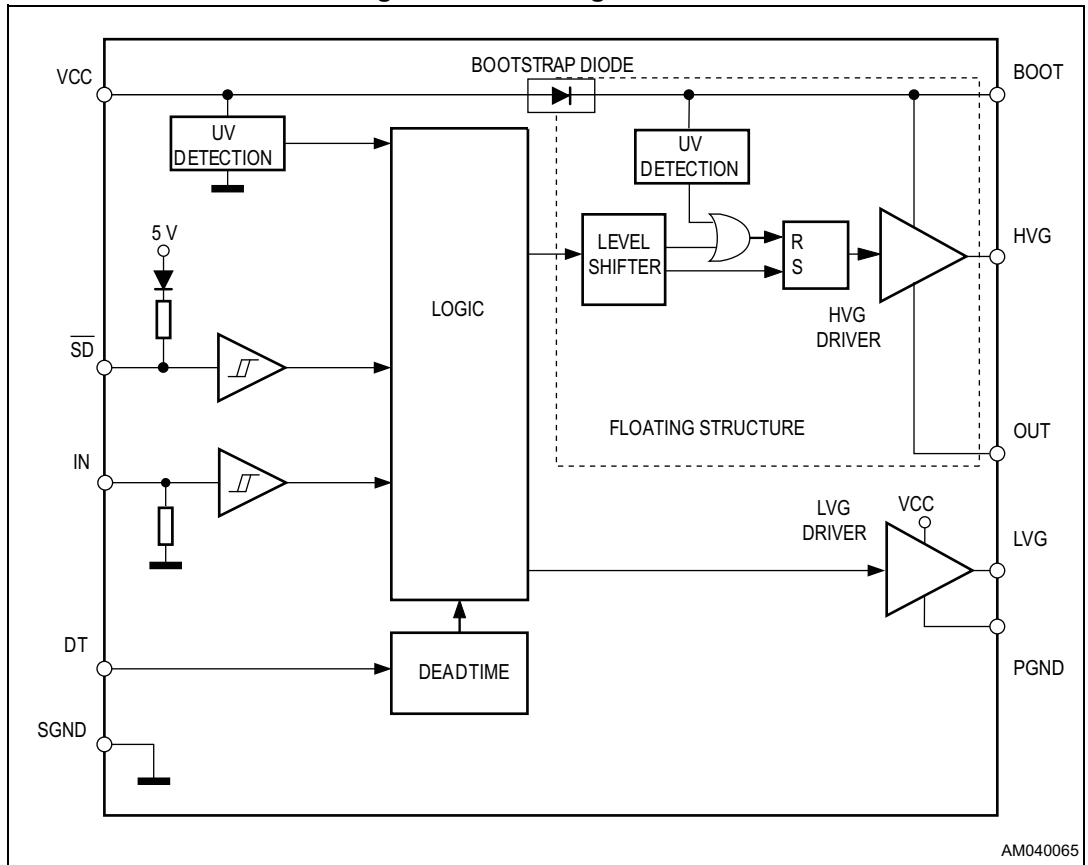 VCC
BOOTSTRAP DIODE
BOOT
UV
DETECTION
UV
DETECTION
5 V
LEVEL
SHIFTER
R
S
HVG
HVG
DRIVER
LOGIC
SD
FLOATING STRUCTURE
OUT
IN
LVG
DRIVER
VCC
LVG
DT
DEADTIME
PGND
SGND
AM040065